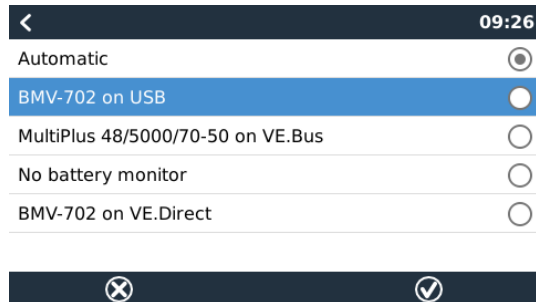 09:26
Automatic
BMV-702 on USB
MultiPlus 48/5000/70-50 on VE.Bus
No battery monitor
BMV-702 on VE.Direct